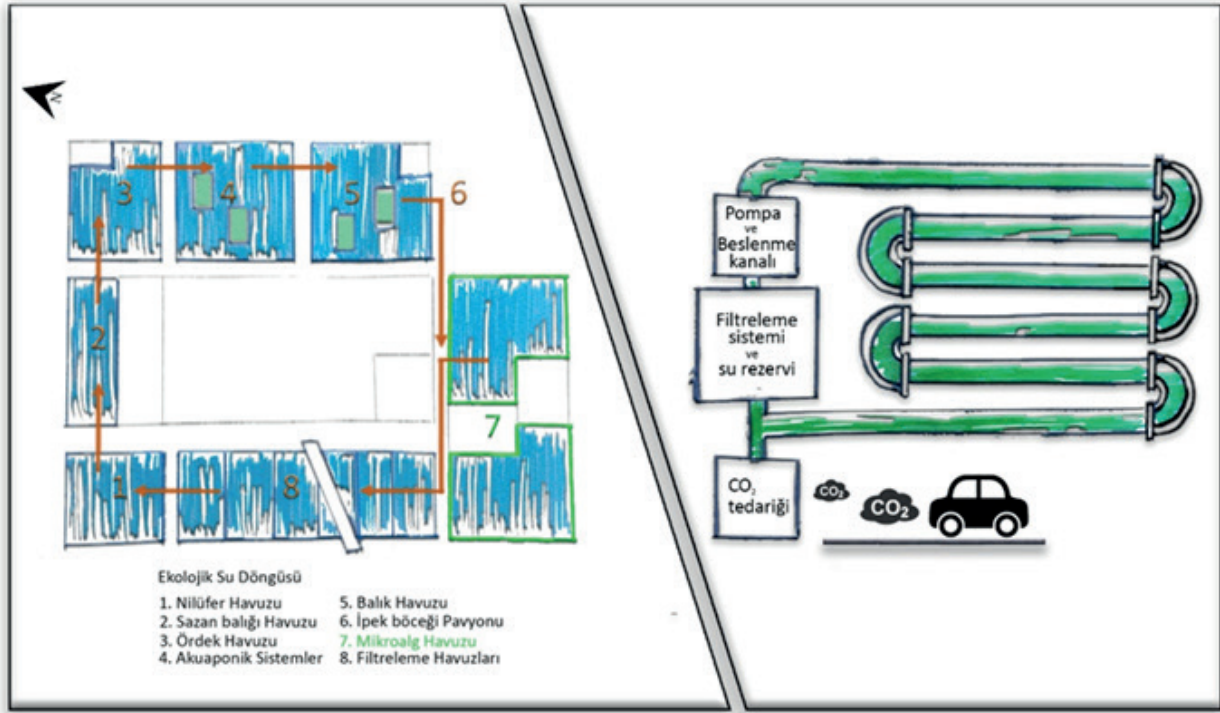 N
3
4
5
6
2
7
1
8
Ekolojik Su Döngüsü
1. Nilüfer Havuzu
2. Sazan balığı Havuzu
3. Ördek Havuzu
4. Akuaponik Sistemler
5. Balık Havuzu
6. İpek böceği Pavyonu
7. Mikroalg Havuzu
8. Filtreleme Havuzları
Pompa
ve
Beslenme
kanalı
Filtreleme
sistemi
ve
su rezervi
CO₂
tedariği
CO₂
CO₂